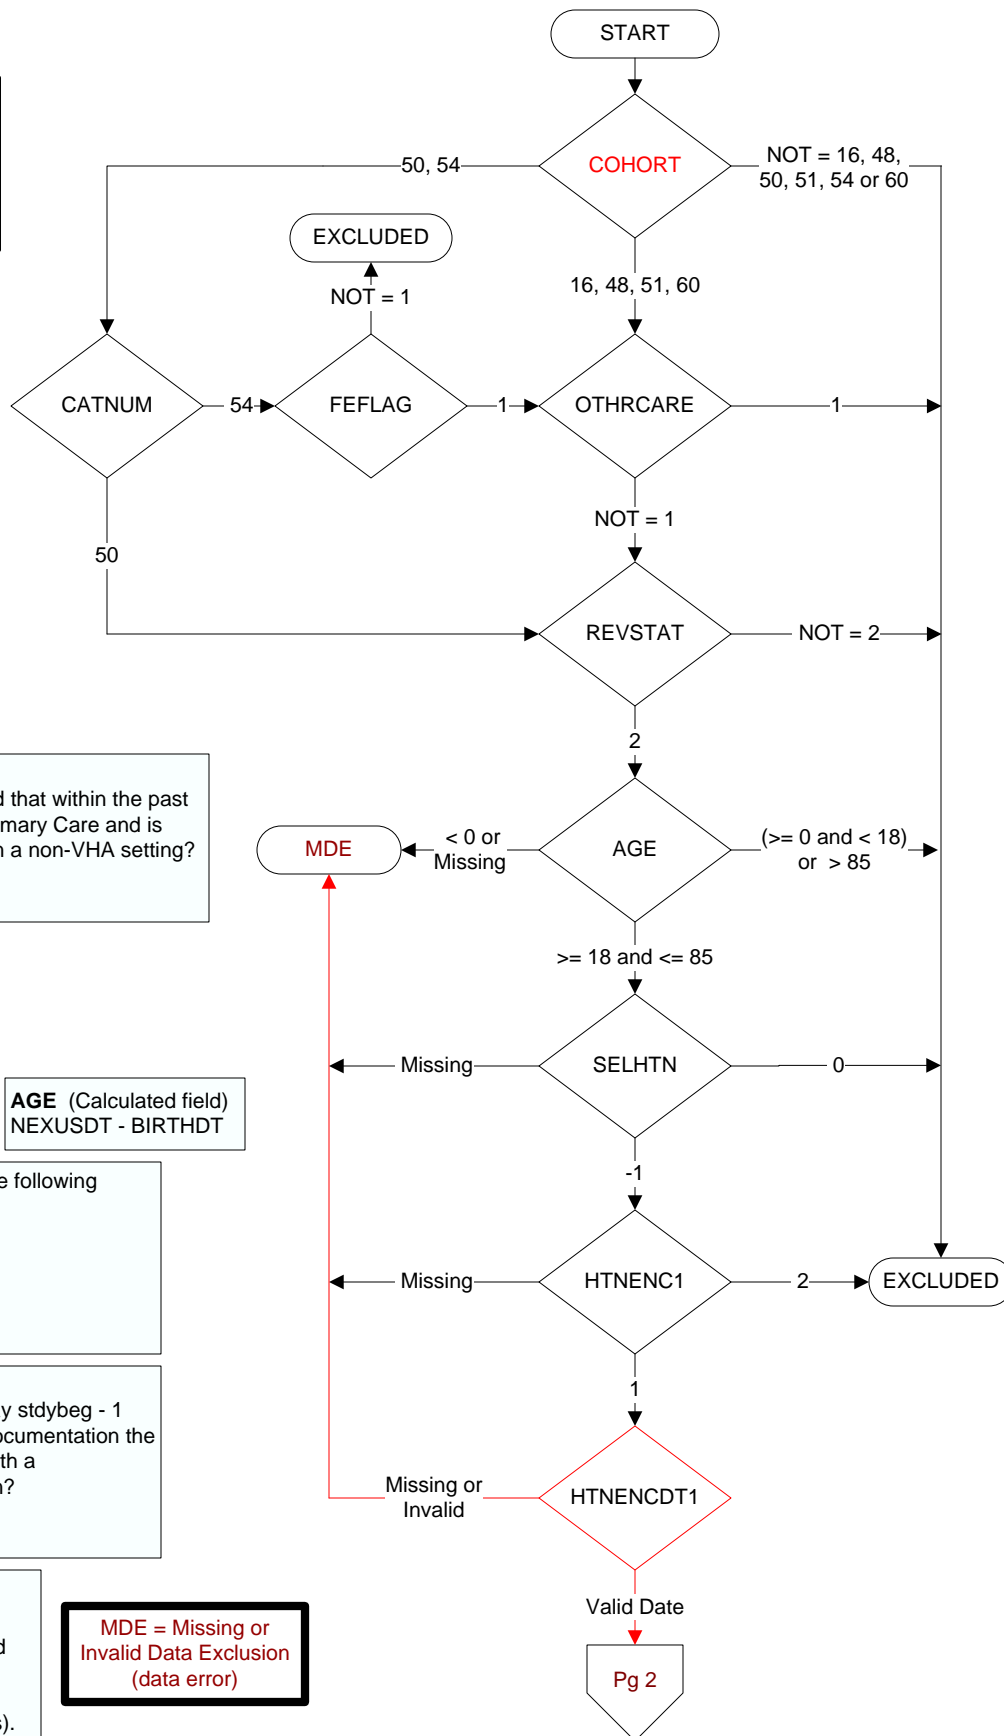 START
COHORT
50, 54
NOT = 16, 48,
50, 51, 54 or 60
EXCLUDED
NOT = 1
16, 48, 51, 60
CATNUM
54
FEFLAG
1
OTHRCARE
1
NOT = 1
50
REVSTAT
NOT = 2
2
d that within the past
mary Care and is
n a non-VHA setting?
MDE
< 0 or
Missing
AGE
(>= 0 and < 18)
or > 85
>= 18 and <= 85
Missing
SELHTN
0
AGE (Calculated field)
NEXUSDT - BIRTHDT
-1
e following
Missing
HTNENC1
2
EXCLUDED
1
y stdybeg - 1
ocumentation the
th a
n?
Missing or
Invalid
HTNENCDT1
Valid Date
d
s).
MDE = Missing or
Invalid Data Exclusion
(data error)
Pg 2